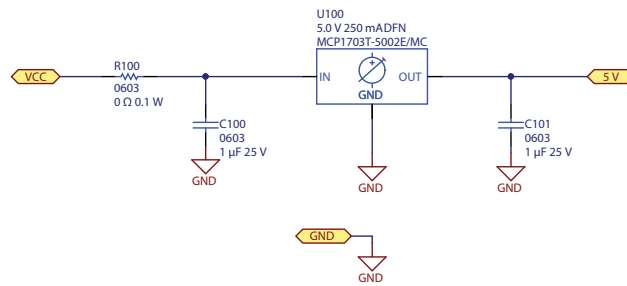 U100
5.0 V 250 mADFN
MCP1703T-5002E/MC
VCC
R100
0603
0 Ω 0.1 W
IN
OUT
GND
5 V
C100
0603
1 µF 25 V
GND
GND
C101
0603
1 µF 25 V
GND
GND
GND